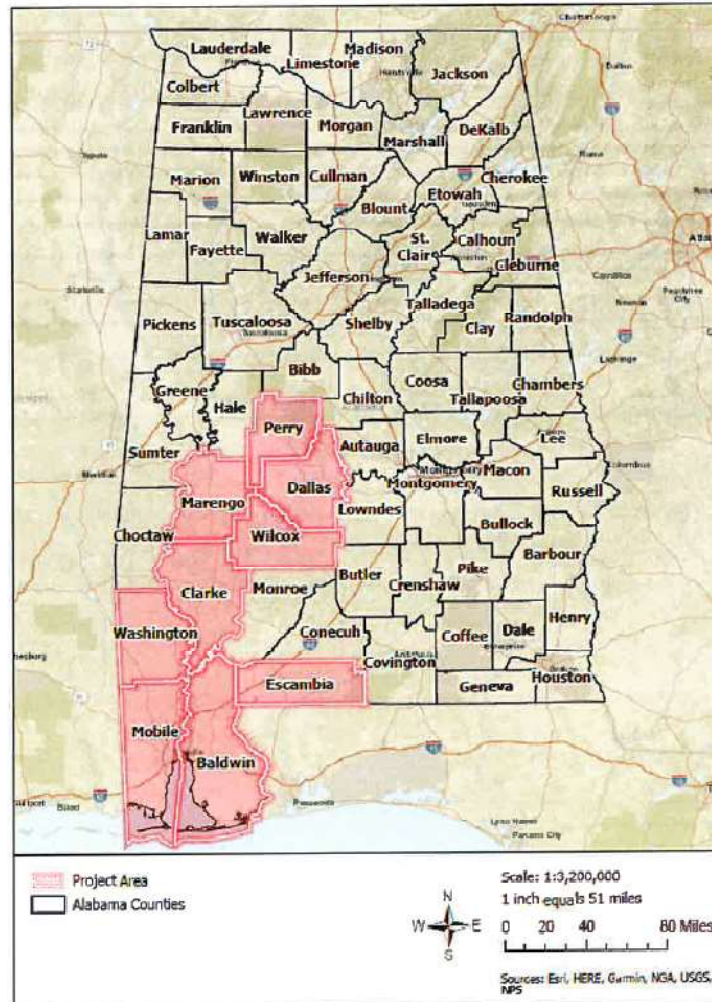 Lauderdale
Limestone
Madison
Jackson
Colbert
Franklin
Lawrence
Morgan
Marshall
DeKalb
Marion
Winston
Cullman
Etowah
Cherokee
Blount
Lamar
Fayette
Walker
St. Clair
Calhoun
Cleburne
Jefferson
Talladega
Pickens
Tuscaloosa
Shelby
Clay
Randolph
Bibb
Greene
Hale
Chilton
Coosa
Tallapoosa
Chambers
Perry
Autauga
Elmore
Lee
Sumter
Dallas
Macon
Marengo
Montgomery
Lowndes
Russell
Choctaw
Wilcox
Bullock
Clarke
Monroe
Butler
Crenshaw
Pike
Barbour
Washington
Conecuh
Covington
Coffee
Dale
Henry
Escambia
Geneva
Houston
Mobile
Baldwin
Project Area
Alabama Counties
N
W E
S
Scale: 1:3,200,000
1 inch equals 51 miles
0 20 40 80 Miles
Sources: Esri, HERE, Garmin, NGA, USGS,
NPS